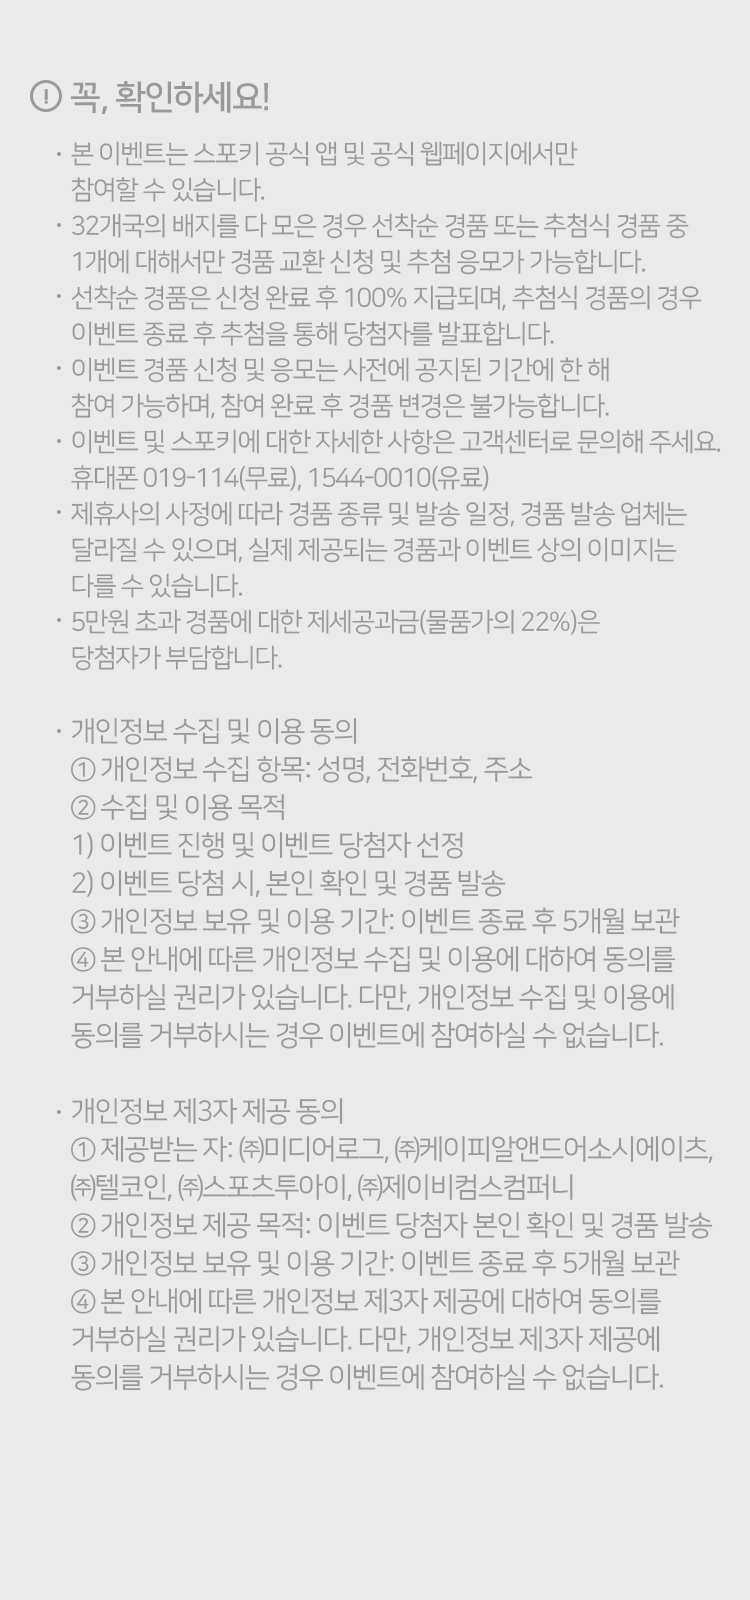 ! 꼭, 확인하세요!
· 본 이벤트는 스포키 공식 앱 및 공식 웹페이지에서만
참여할 수 있습니다.
· 32개국의 배지를 다 모은 경우 선착순 경품 또는 추첨식 경품 중
1개에 대해서만 경품 교환 신청 및 추첨 응모가 가능합니다.
· 선착순 경품은 신청 완료 후 100% 지급되며, 추첨식 경품의 경우
이벤트 종료 후 추첨을 통해 당첨자를 발표합니다.
· 이벤트 경품 신청 및 응모는 사전에 공지된 기간에 한 해
참여 가능하며, 참여 완료 후 경품 변경은 불가능합니다.
· 이벤트 및 스포키에 대한 자세한 사항은 고객센터로 문의해 주세요.
휴대폰 019-114(무료), 1544-0010(유료)
· 제휴사의 사정에 따라 경품 종류 및 발송 일정, 경품 발송 업체는
달라질 수 있으며, 실제 제공되는 경품과 이벤트 상의 이미지는
다를 수 있습니다.
· 5만원 초과 경품에 대한 제세공과금(물품가의 22%)은
당첨자가 부담합니다.
· 개인정보 수집 및 이용 동의
① 개인정보 수집 항목: 성명, 전화번호, 주소
② 수집 및 이용 목적
1) 이벤트 진행 및 이벤트 당첨자 선정
2) 이벤트 당첨 시, 본인 확인 및 경품 발송
③ 개인정보 보유 및 이용 기간: 이벤트 종료 후 5개월 보관
④ 본 안내에 따른 개인정보 수집 및 이용에 대하여 동의를
거부하실 권리가 있습니다. 다만, 개인정보 수집 및 이용에
동의를 거부하시는 경우 이벤트에 참여하실 수 없습니다.
· 개인정보 제3자 제공 동의
① 제공받는 자: ㈜미디어로그, ㈜케이피알앤드어소시에이츠,
㈜텔코인, ㈜스포츠투아이, ㈜제이비컴스컴퍼니
② 개인정보 제공 목적: 이벤트 당첨자 본인 확인 및 경품 발송
③ 개인정보 보유 및 이용 기간: 이벤트 종료 후 5개월 보관
④ 본 안내에 따른 개인정보 제3자 제공에 대하여 동의를
거부하실 권리가 있습니다. 다만, 개인정보 제3자 제공에
동의를 거부하시는 경우 이벤트에 참여하실 수 없습니다.